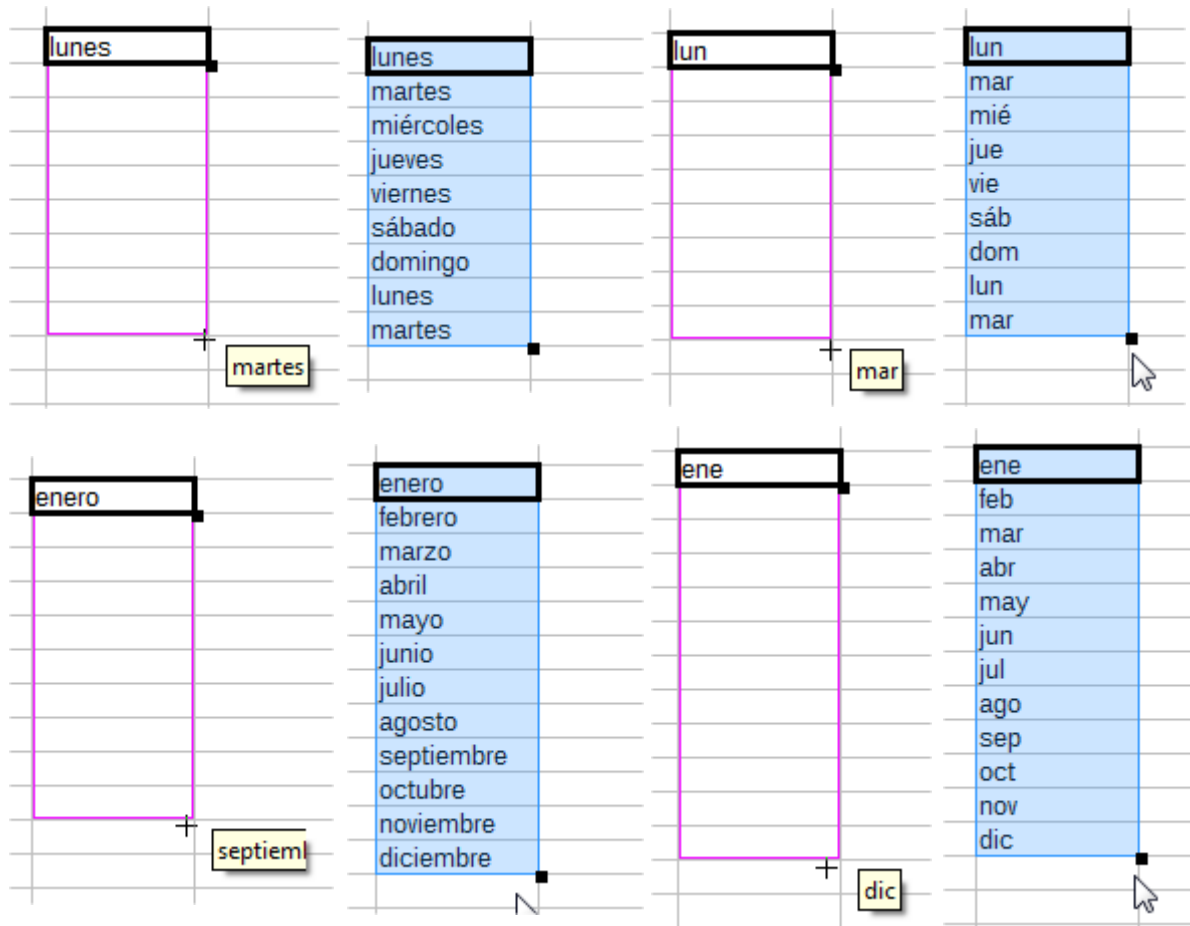 lunes
martes
lunes
martes
miércoles
jueves
viernes
sábado
domingo
lunes
martes
lun
mar
lun
mar
mié
jue
vie
sáb
dom
lun
mar
enero
septieml
enero
febrero
marzo
abril
mayo
junio
julio
agosto
septiembre
octubre
noviembre
diciembre
ene
dic
ene
feb
mar
abr
may
jun
jul
ago
sep
oct
nov
dic